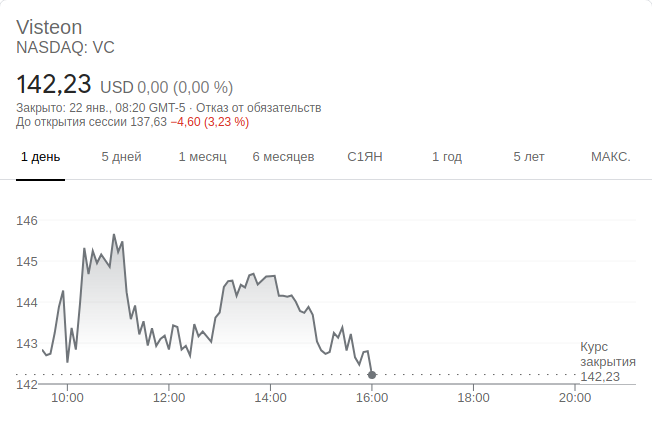 Visteon
NASDAQ: VC
142,23 USD 0,00 (0,00 %)
Закрыто: 22 янв., 08:20 GMT-5 · Отказ от обязательств
До открытия сессии 137,63 −4,60 (3,23 %)
1 день 5 дней 1 месяц 6 месяцев С1ЯН 1 год 5 лет МАКС.
146
145
144
143
142
Курс
закрытия
142,23
10:00 12:00 14:00 16:00 18:00 20:00